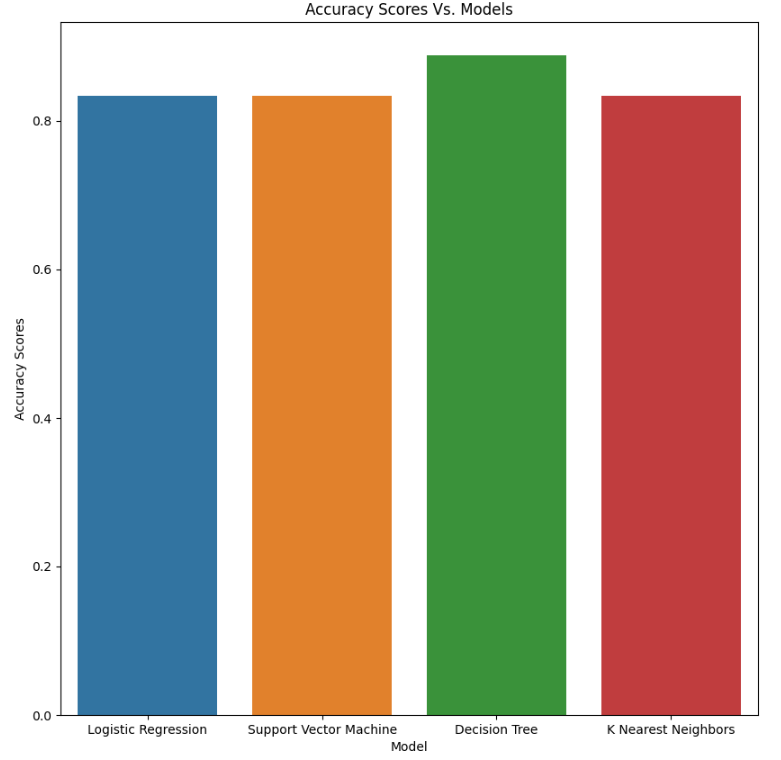 Accuracy Scores Vs. Models
Accuracy Scores
0.8
0.6
0.4
0.2
0.0
Logistic Regression
Support Vector Machine
Decision Tree
K Nearest Neighbors
Model